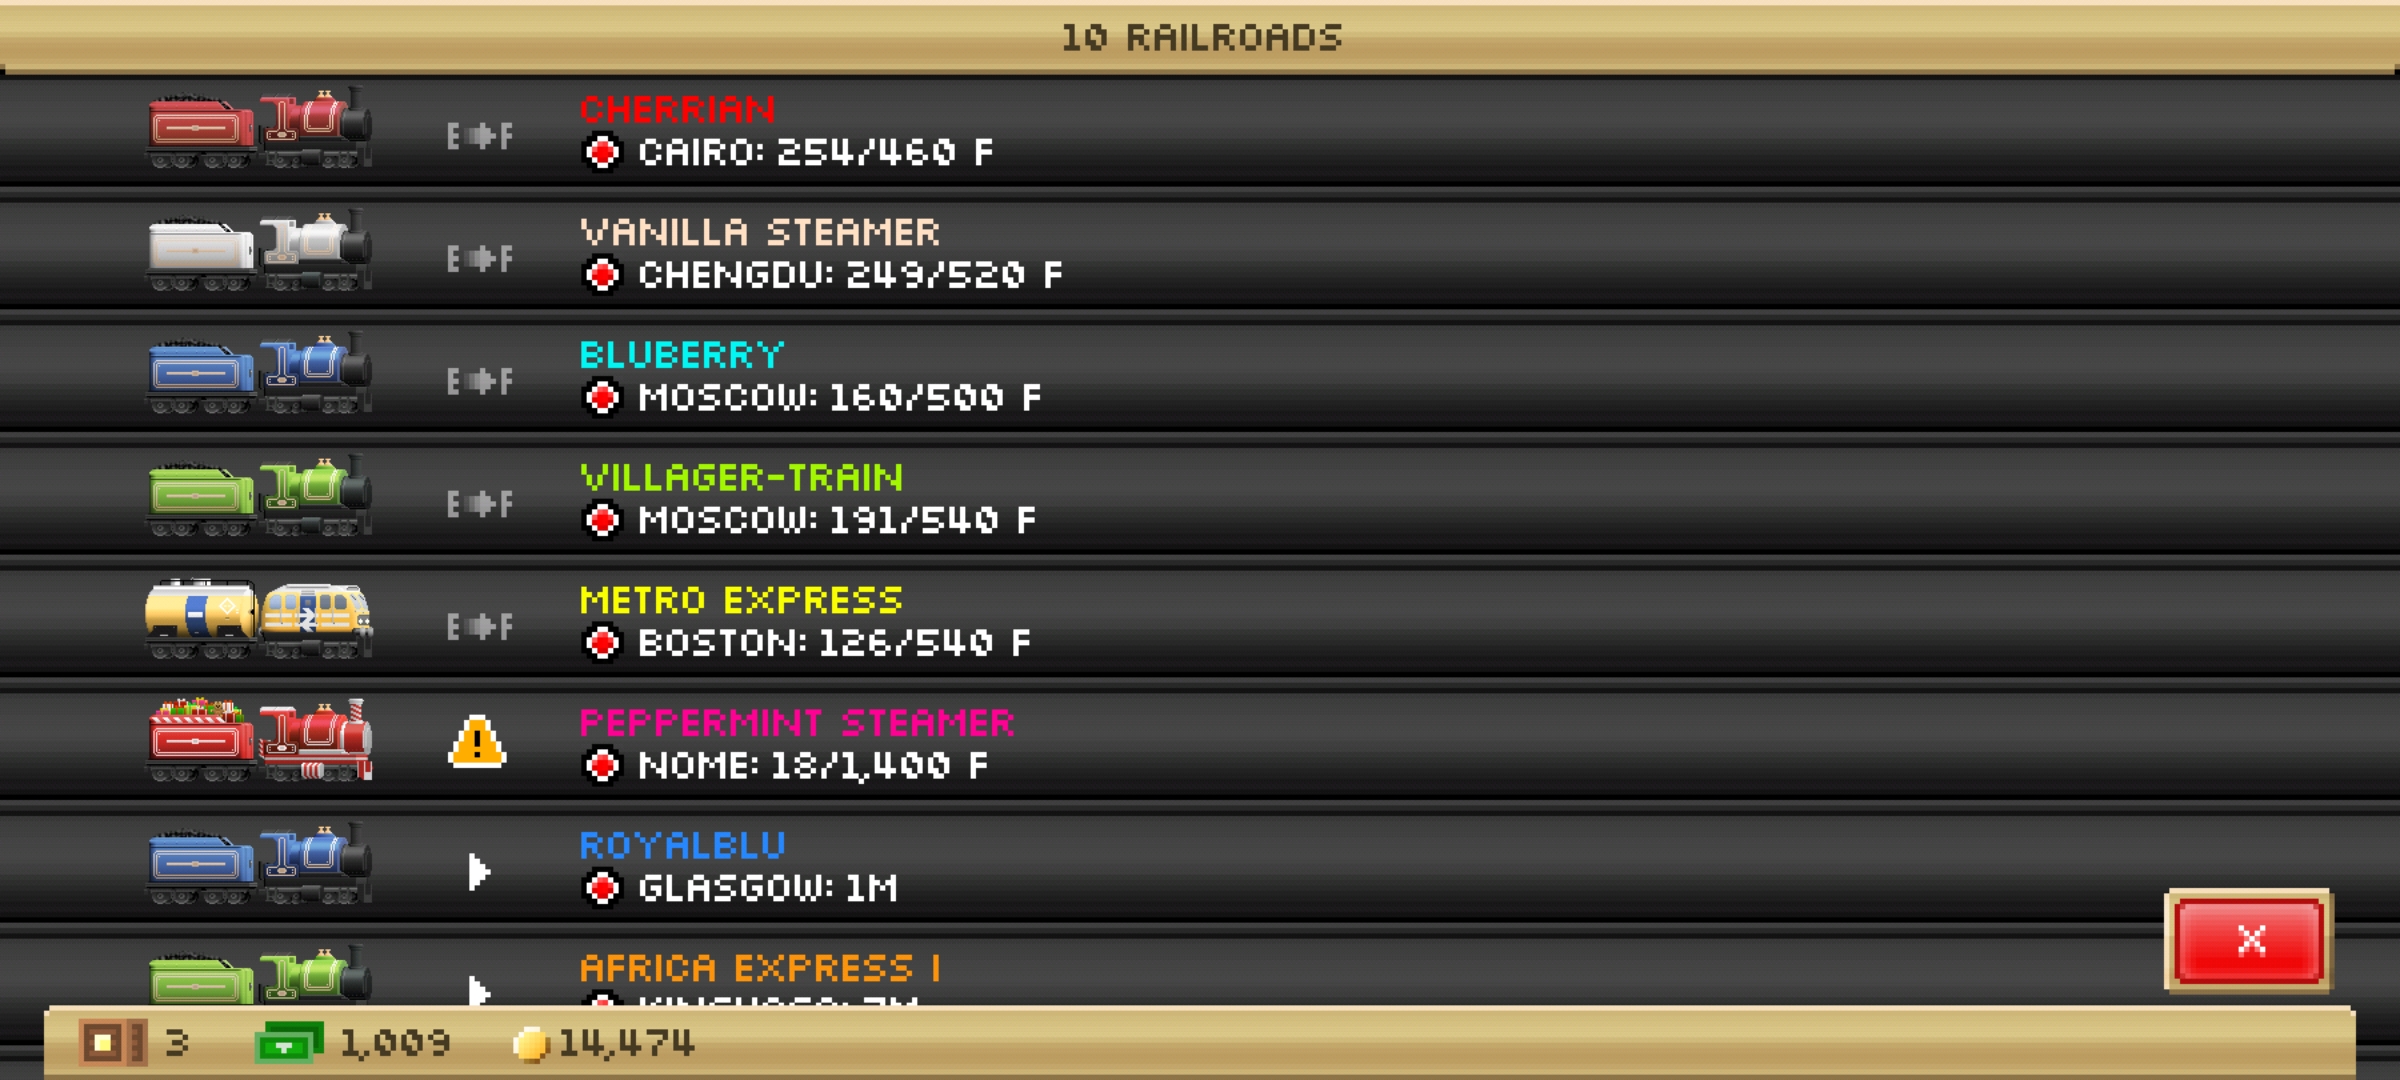 10 RAILROADS
E F CHERRIAN
CAIRO: 254/460 F
E F VANILLA STEAMER
CHENGDU: 249/520 F
E F BLUBERRY
MOSCOW: 160/500 F
E F VILLAGER-TRAIN
MOSCOW: 191/540 F
E F METRO EXPRESS
BOSTON: 126/540 F
! PEPPERMINT STEAMER
NOME: 18/1,400 F
ROYALBLU
GLASGOW: 1M
X
AFRICA EXPRESS I
3 1,009 14,474